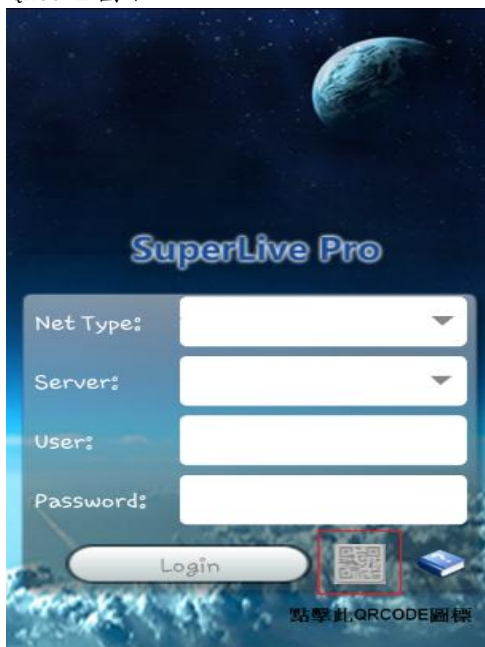 SuperLive Pro
Net Type:
Server:
User:
Password:
Login
點擊此QRCODE圖標